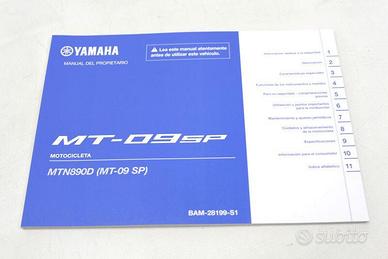 YAMAHA
MANUAL DEL PROPIETARIO
Lea este manual atentamente
antes de utilizar este vehículo.
MT-09SP
MOTOCICLETA
MTN890D (MT-09 SP)
BAM-28199-S1
Información relativa a la seguridad 1
Descripción 2
Características especiales 3
Funciones de los instrumentos y mandos 4
Para su seguridad – comprobaciones
previas 5
Utilización y puntos importantes
para la conducción 6
Mantenimiento y ajustes periódicos 7
Cuidados y almacenamiento
de la motocicleta 8
Especificaciones 9
Información para el consumidor 10
Índice alfabético 11
subito